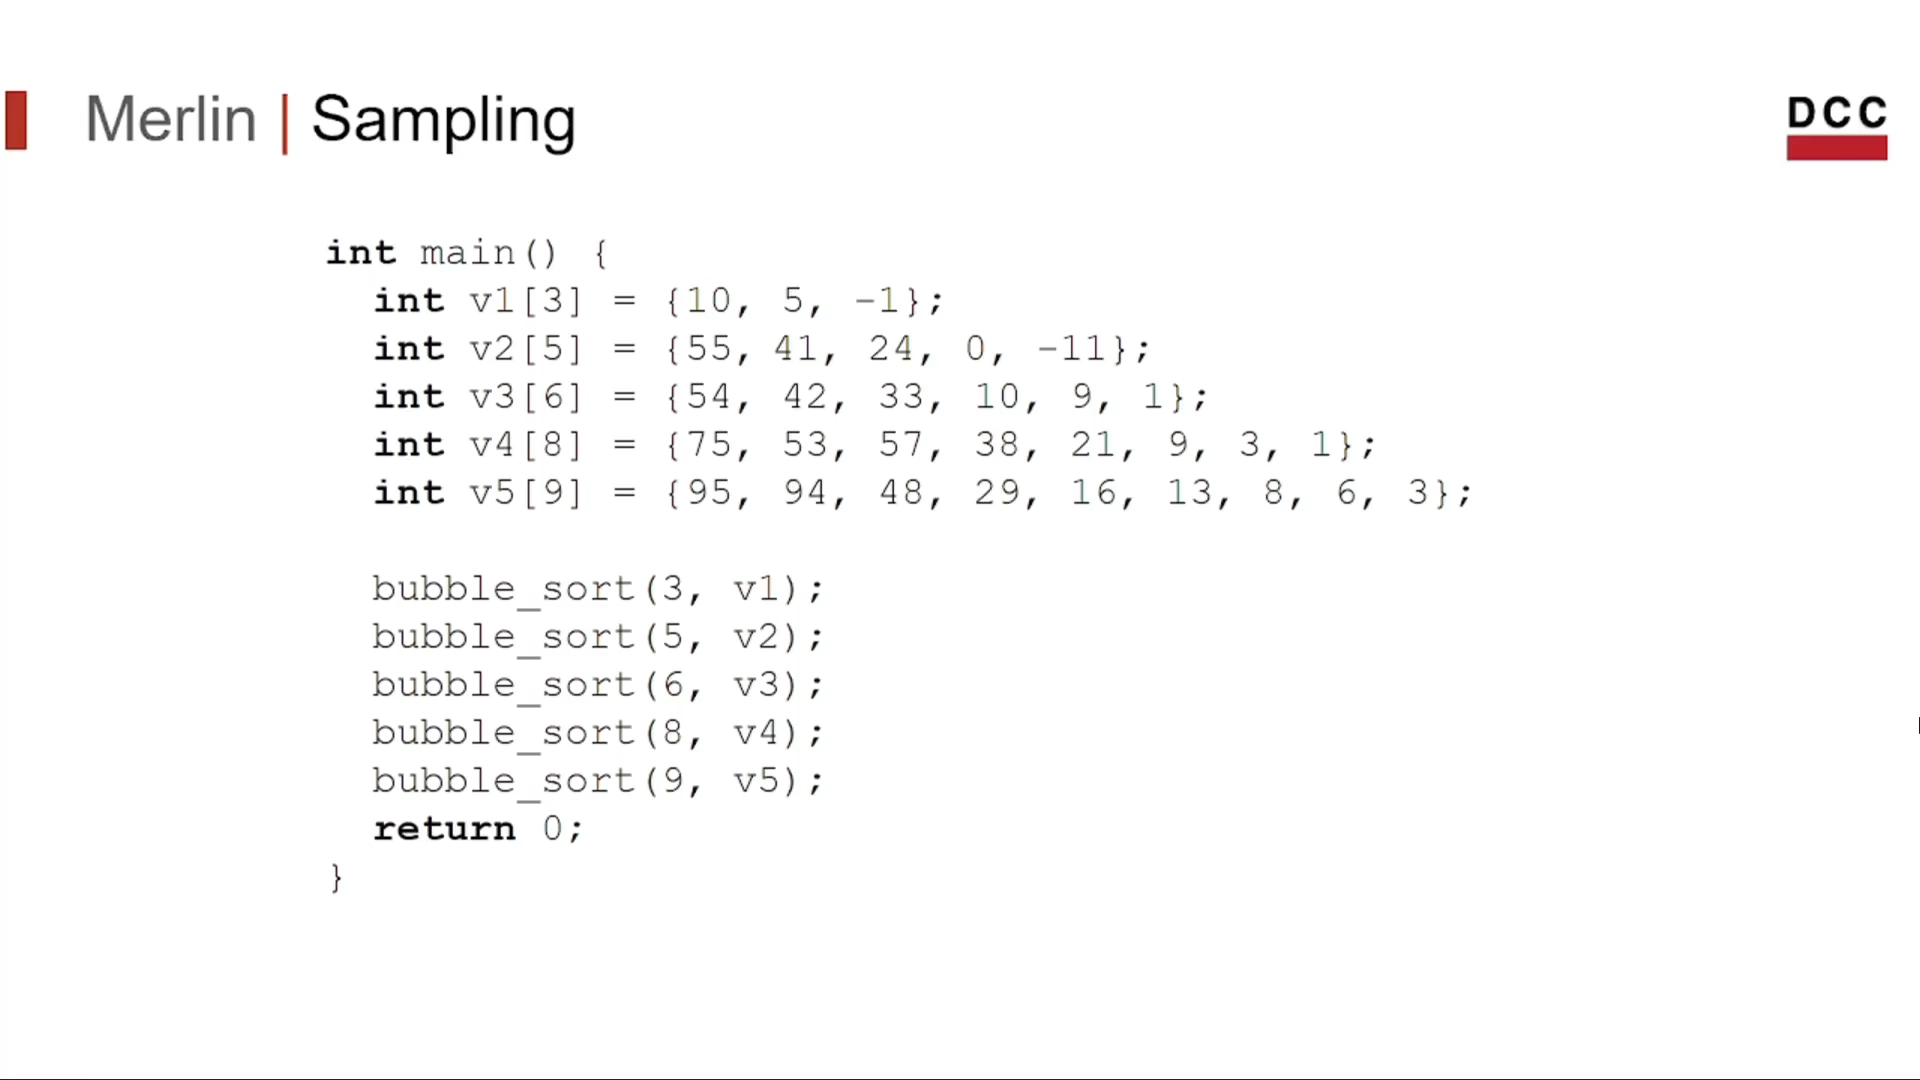 Merlin | Sampling
DCC
int main() {
int v1[3] = {10, 5, -1};
int v2[5] = {55, 41, 24, 0, -11};
int v3[6] = {54, 42, 33, 10, 9, 1};
int v4[8] = {75, 53, 57, 38, 21, 9, 3, 1};
int v5[9] = {95, 94, 48, 29, 16, 13, 8, 6, 3};
bubble_sort(3, v1);
bubble_sort(5, v2);
bubble_sort(6, v3);
bubble_sort(8, v4);
bubble_sort(9, v5);
return 0;
}